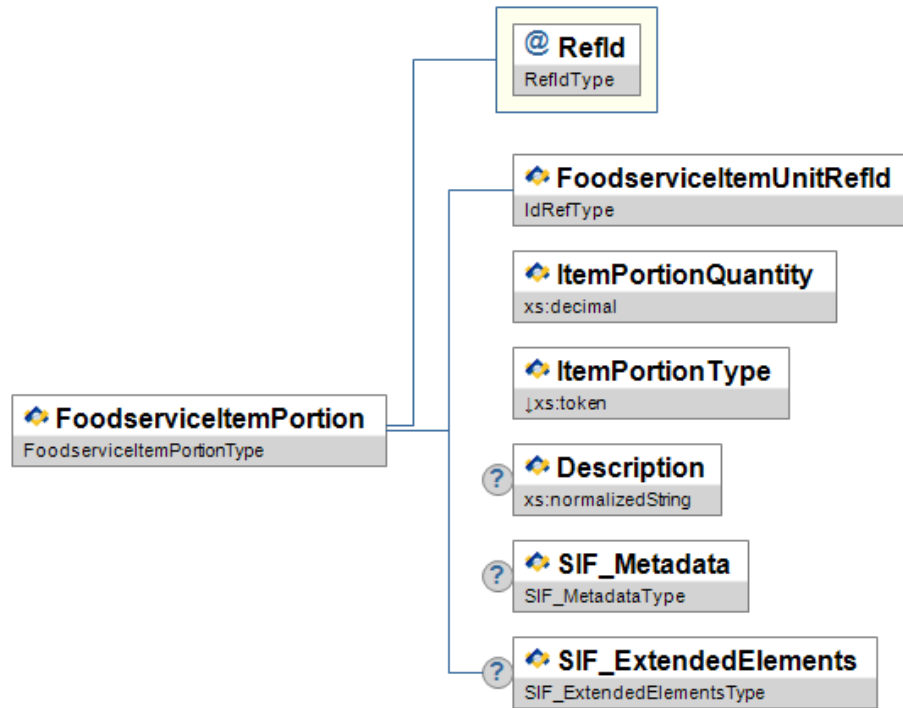 @ RefId
RefIdType
FoodserviceItemUnitRefId
IdRefType
ItemPortionQuantity
xs:decimal
ItemPortionType
↓xs:token
FoodserviceItemPortion
FoodserviceItemPortionType
? Description
xs:normalizedString
? SIF_Metadata
SIF_MetadataType
? SIF_ExtendedElements
SIF_ExtendedElementsType